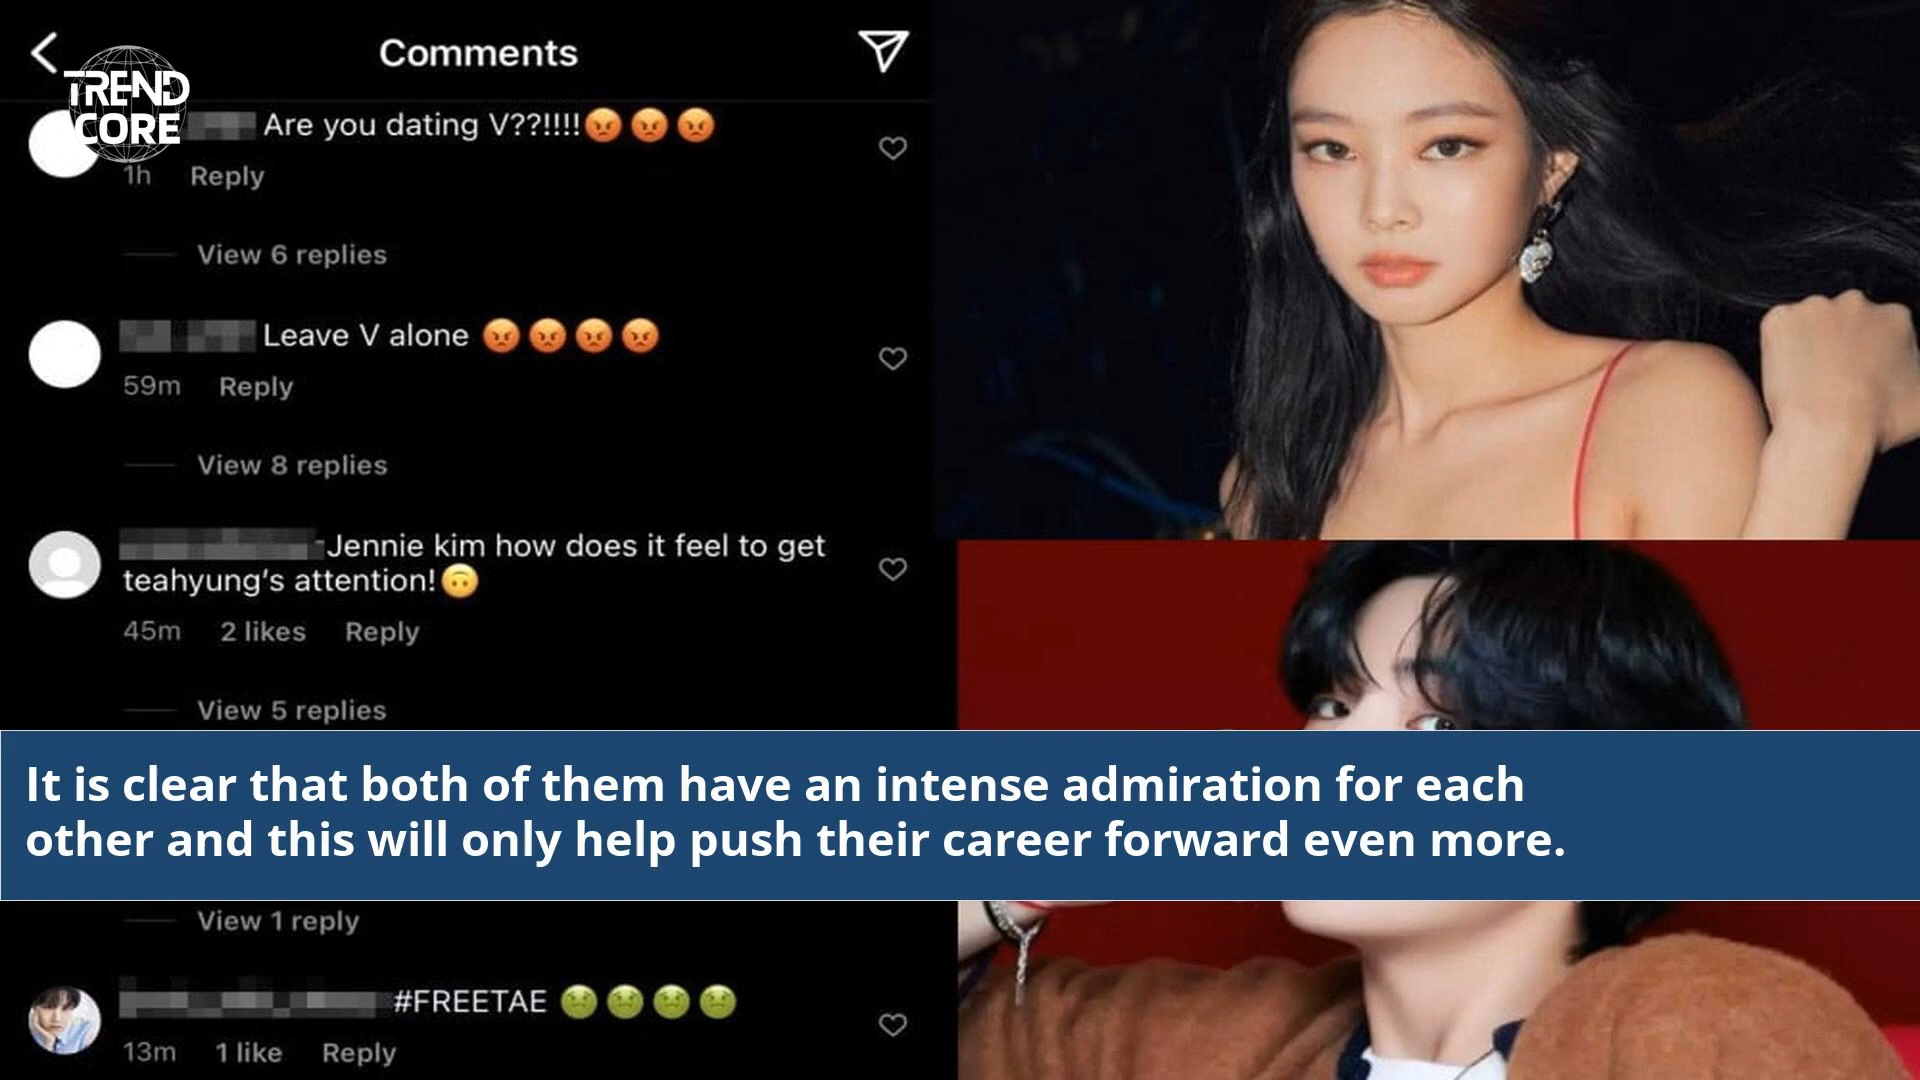 Comments
TREND
CORE
Are you dating V??!!!!😡 😡 😡
1h Reply
View 6 replies
Leave V alone 😡 😡 😡 😡
59m Reply
View 8 replies
Jennie kim how does it feel to get
teahyung’s attention!🙃
45m 2 likes Reply
View 5 replies
It is clear that both of them have an intense admiration for each
other and this will only help push their career forward even more.
View 1 reply
#FREETAE 🤢 🤢 🤢 🤢
13m 1 like Reply